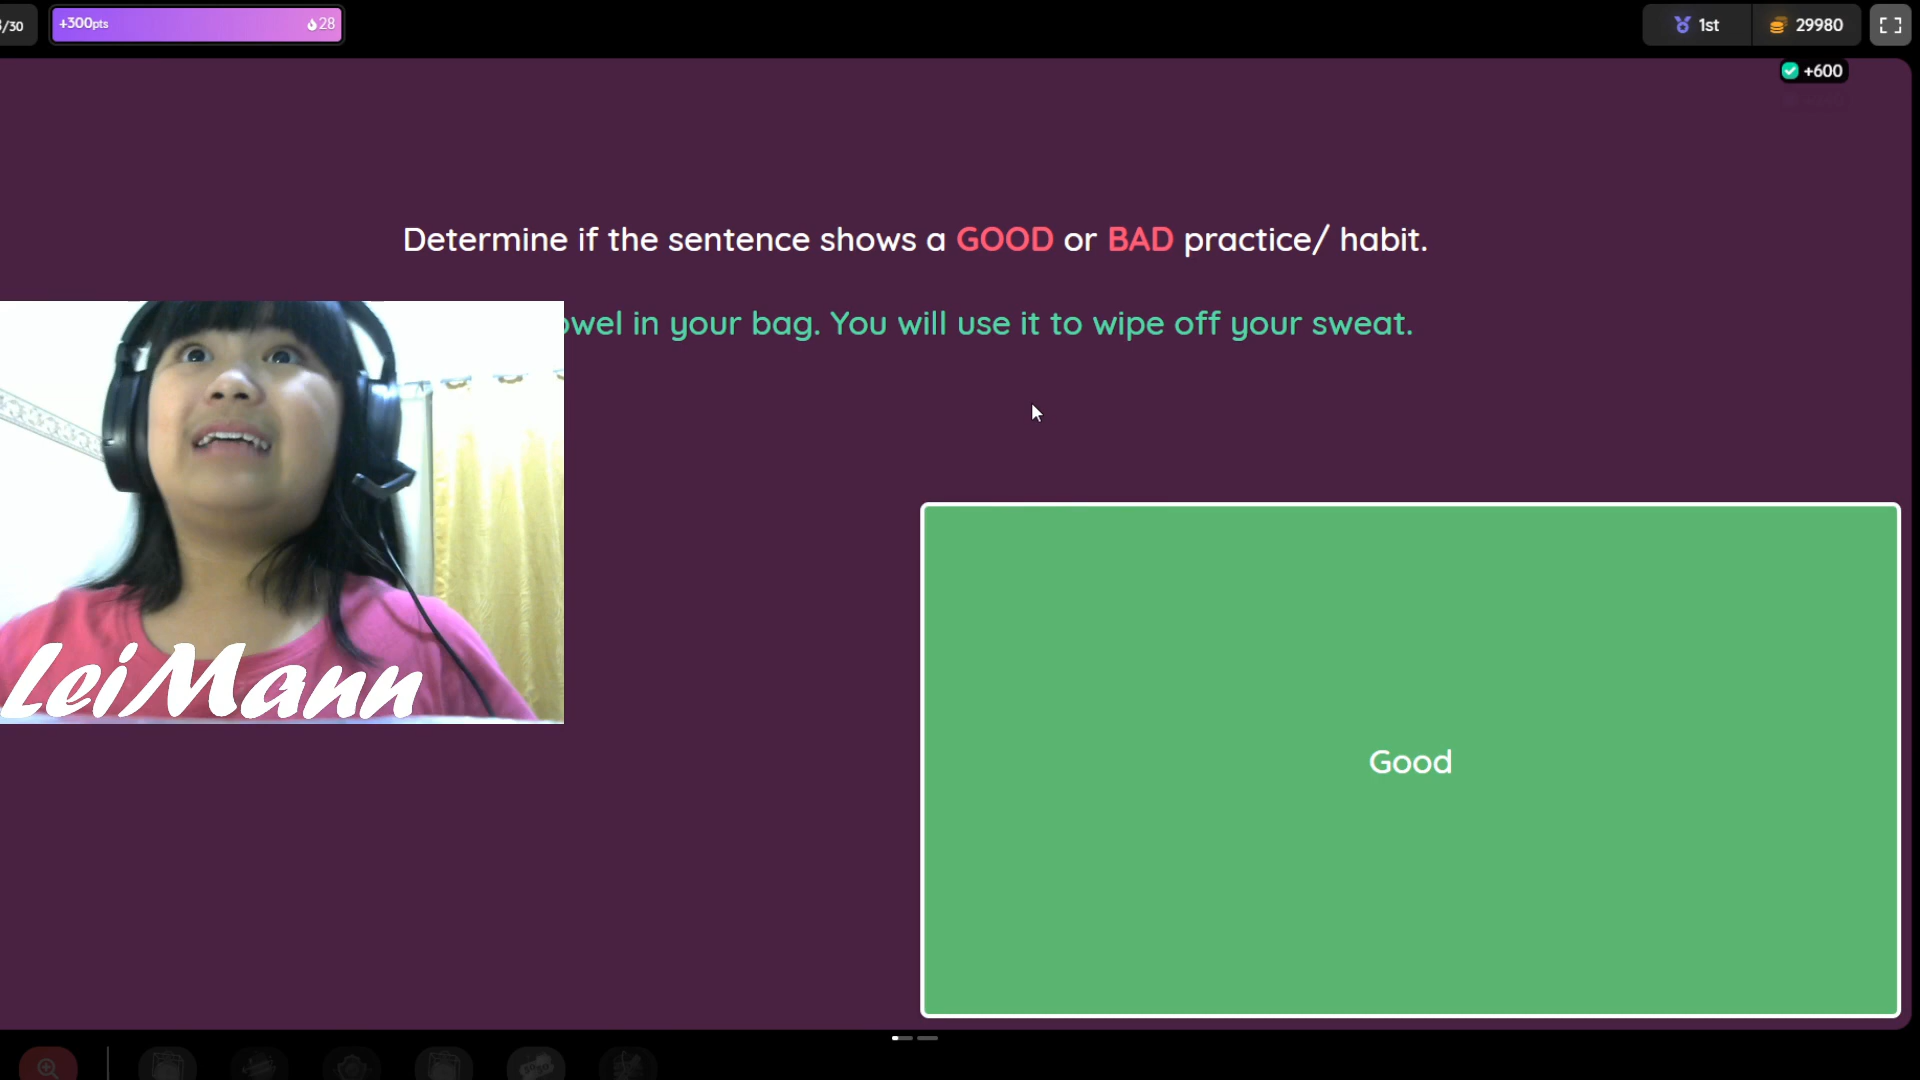 /30
+300pts
28
1st
29980
+600
Determine if the sentence shows a GOOD or BAD practice/ habit.
in your bag. You will use it to wipe off your sweat.
LeiMann
Good